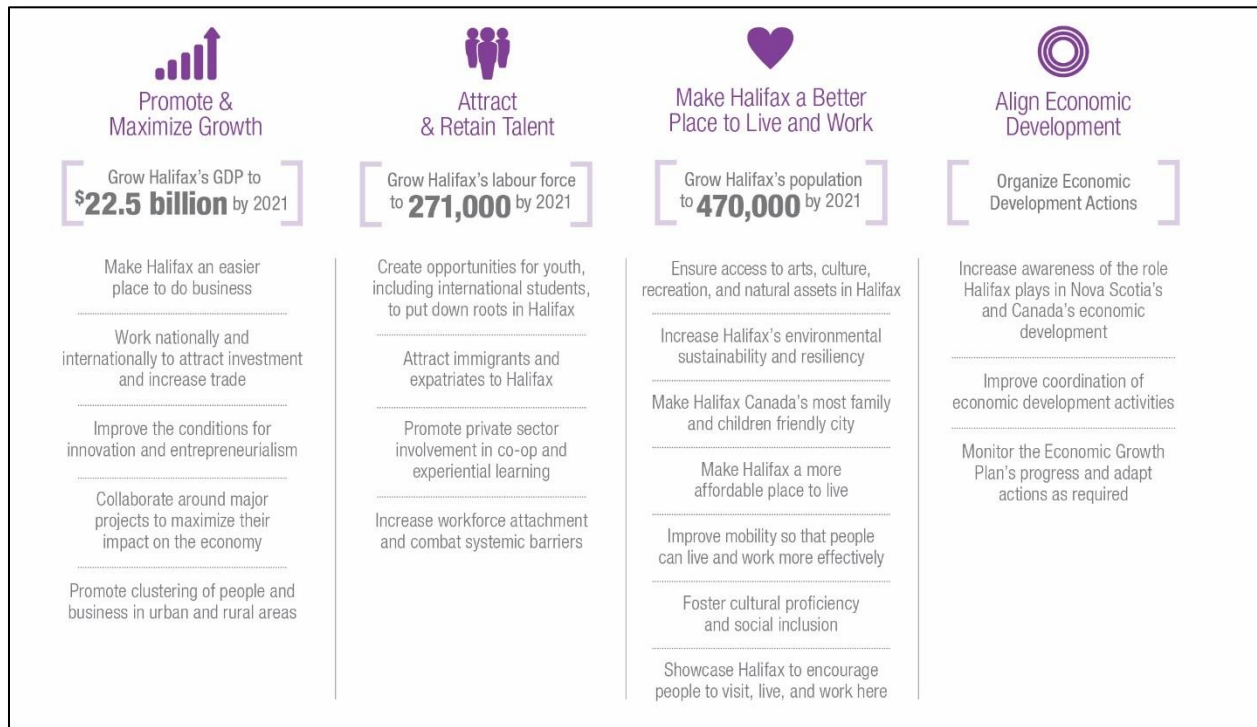 Promote &
Maximize Growth
Grow Halifax's GDP to
$22.5 billion by 2021
Make Halifax an easier
place to do business
Work nationally and
internationally to attract investment
and increase trade
Improve the conditions for
innovation and entrepreneurialism
Collaborate around major
projects to maximize their
impact on the economy
Promote clustering of people and
business in urban and rural areas
Attract
& Retain Talent
Grow Halifax's labour force
to 271,000 by 2021
Create opportunities for youth,
including international students,
to put down roots in Halifax
Attract immigrants and
expatriates to Halifax
Promote private sector
involvement in co-op and
experiential learning
Increase workforce attachment
and combat systemic barriers
Make Halifax a Better
Place to Live and Work
Grow Halifax's population
to 470,000 by 2021
Ensure access to arts, culture,
recreation, and natural assets in Halifax
Increase Halifax's environmental
sustainability and resiliency
Make Halifax Canada's most family
and children friendly city
Make Halifax a more
affordable place to live
Improve mobility so that people
can live and work more effectively
Foster cultural proficiency
and social inclusion
Showcase Halifax to encourage
people to visit, live, and work here
Align Economic
Development
Organize Economic
Development Actions
Increase awareness of the role
Halifax plays in Nova Scotia's
and Canada's economic
development
Improve coordination of
economic development activities
Monitor the Economic Growth
Plan's progress and adapt
actions as required